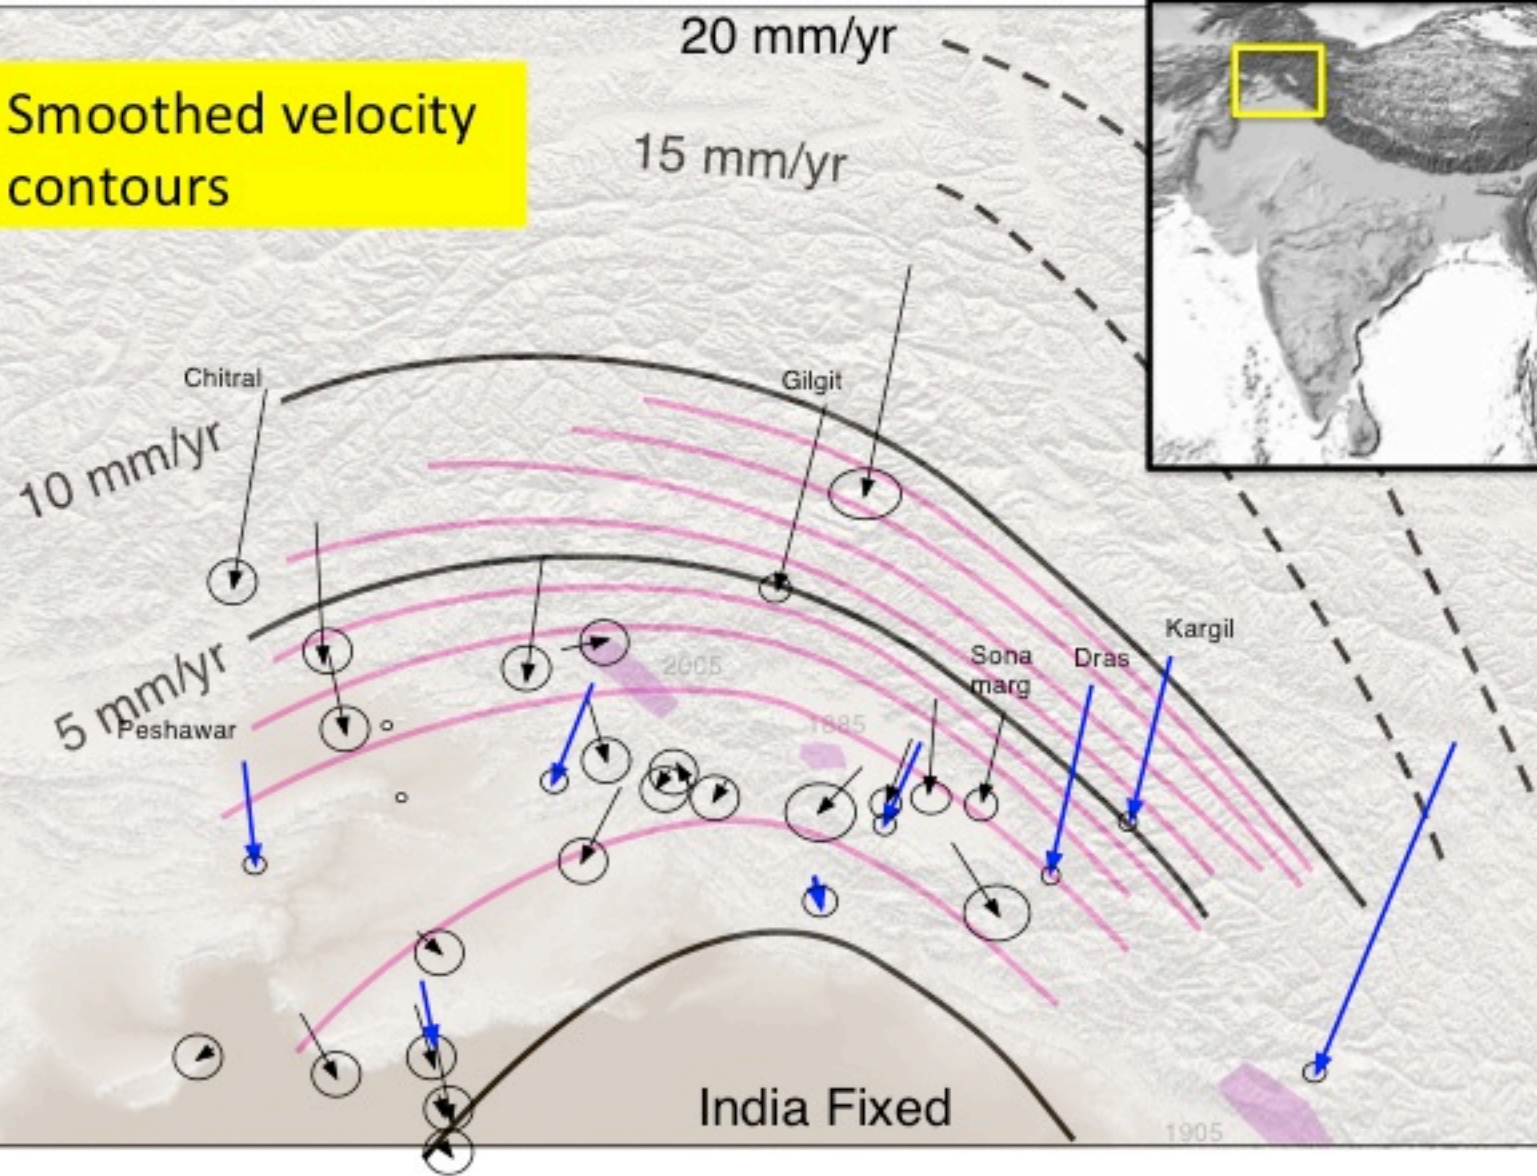 20 mm/yr
Smoothed velocity
contours
15 mm/yr
Chitral
Gilgit
10 mm/yr
Kargil
Sona
marg
Dras
2005
5 mm/yr
Peshawar
1885
India Fixed
1905